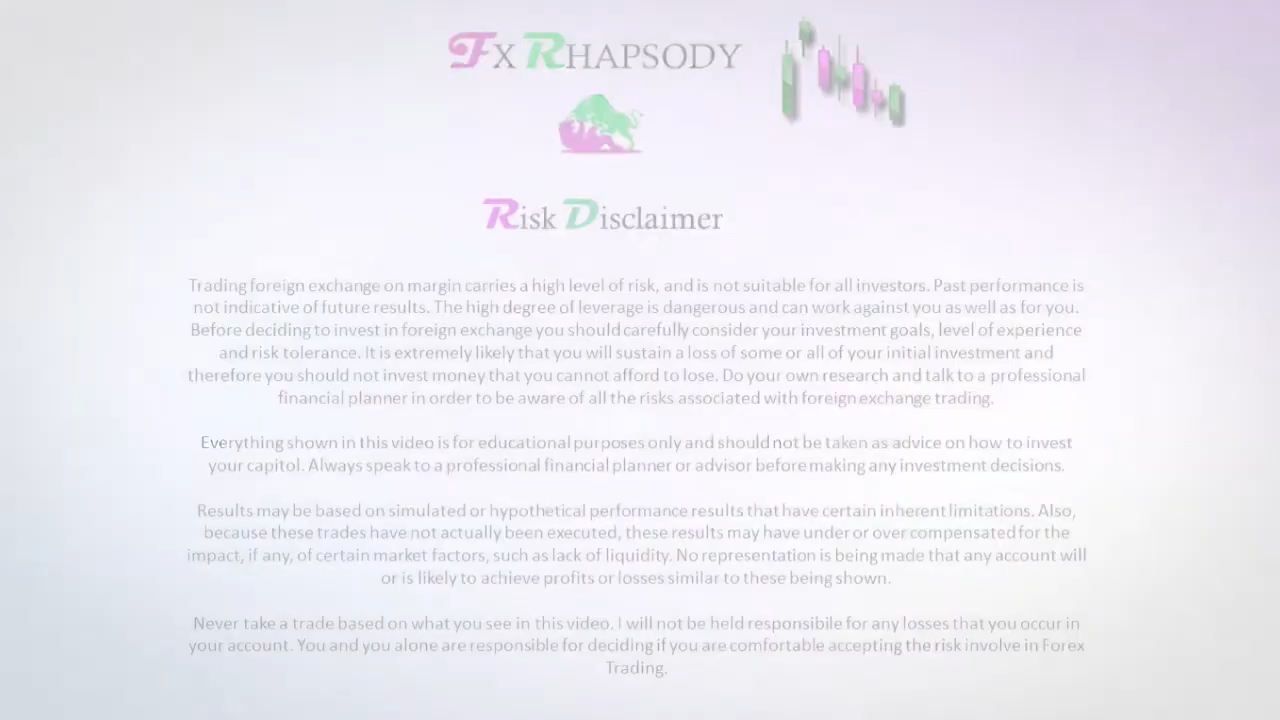 Fx Rhapsody
Risk Disclaimer
Trading foreign exchange on margin carries a high level of risk, and is not suitable for all investors. Past performance is
not indicative of future results. The high degree of leverage is dangerous and can work against you as well as for you.
Before deciding to invest in foreign exchange you should carefully consider your investment goals, level of experience
and risk tolerance. It is extremely likely that you will sustain a loss of some or all of your initial investment and
therefore you should not invest money that you cannot afford to lose. Do your own research and talk to a professional
financial planner in order to be aware of all the risks associated with foreign exchange trading.
Everything shown in this video is for educational purposes only and should not be taken as advice on how to invest
your capitol. Always speak to a professional financial planner or advisor before making any investment decisions.
Results may be based on simulated or hypothetical performance results that have certain inherent limitations. Also,
because these trades have not actually been executed, these results may have under or over compensated for the
impact, if any, of certain market factors, such as lack of liquidity. No representation is being made that any account will
or is likely to achieve profits or losses similar to these being shown.
Never take a trade based on what you see in this video. I will not be held responsibile for any losses that you occur in
your account. You and you alone are responsible for deciding if you are comfortable accepting the risk involve in Forex
Trading.